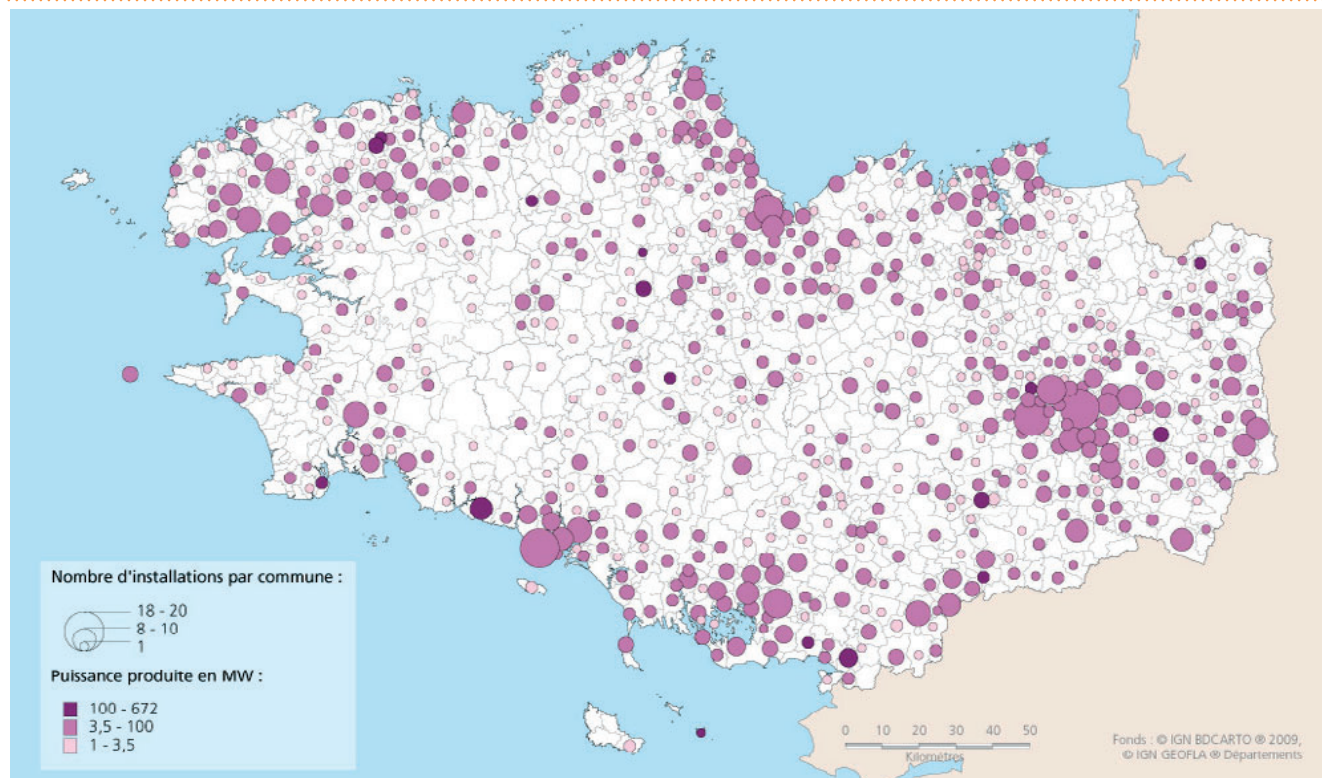 Nombre d'installations par commune :
18 - 20
8 - 10
1
Puissance produite en MW :
100 - 672
3,5 - 100
1 - 3,5
0 10 20 30 40 50
Kilomètres
Fonds : © IGN BDCARTO ® 2009,
© IGN GEOFLA ® Départements